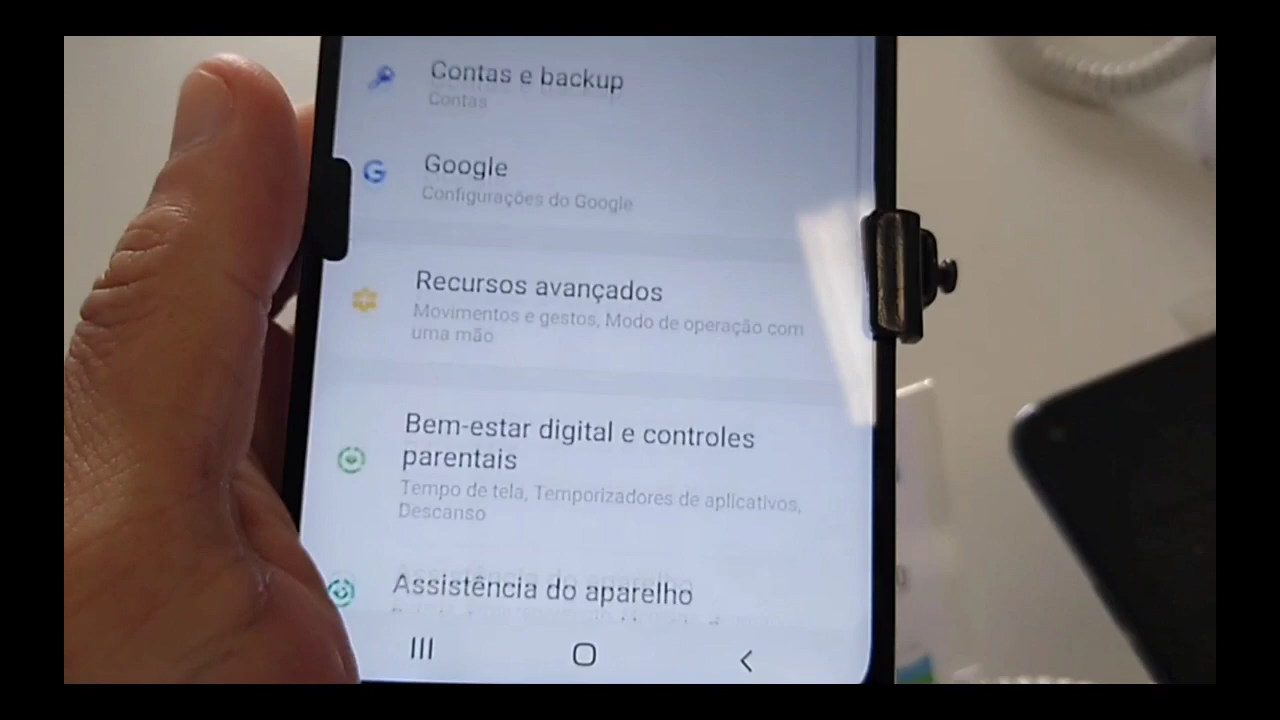 Contas e backup
Contas
Google
Configurações do Google
Recursos avançados
Movimentos e gestos, Modo de operação com
uma mão
Bem-estar digital e controles
parentais
Tempo de tela, Temporizadores de aplicativos,
Descanso
Assistência do aparelho